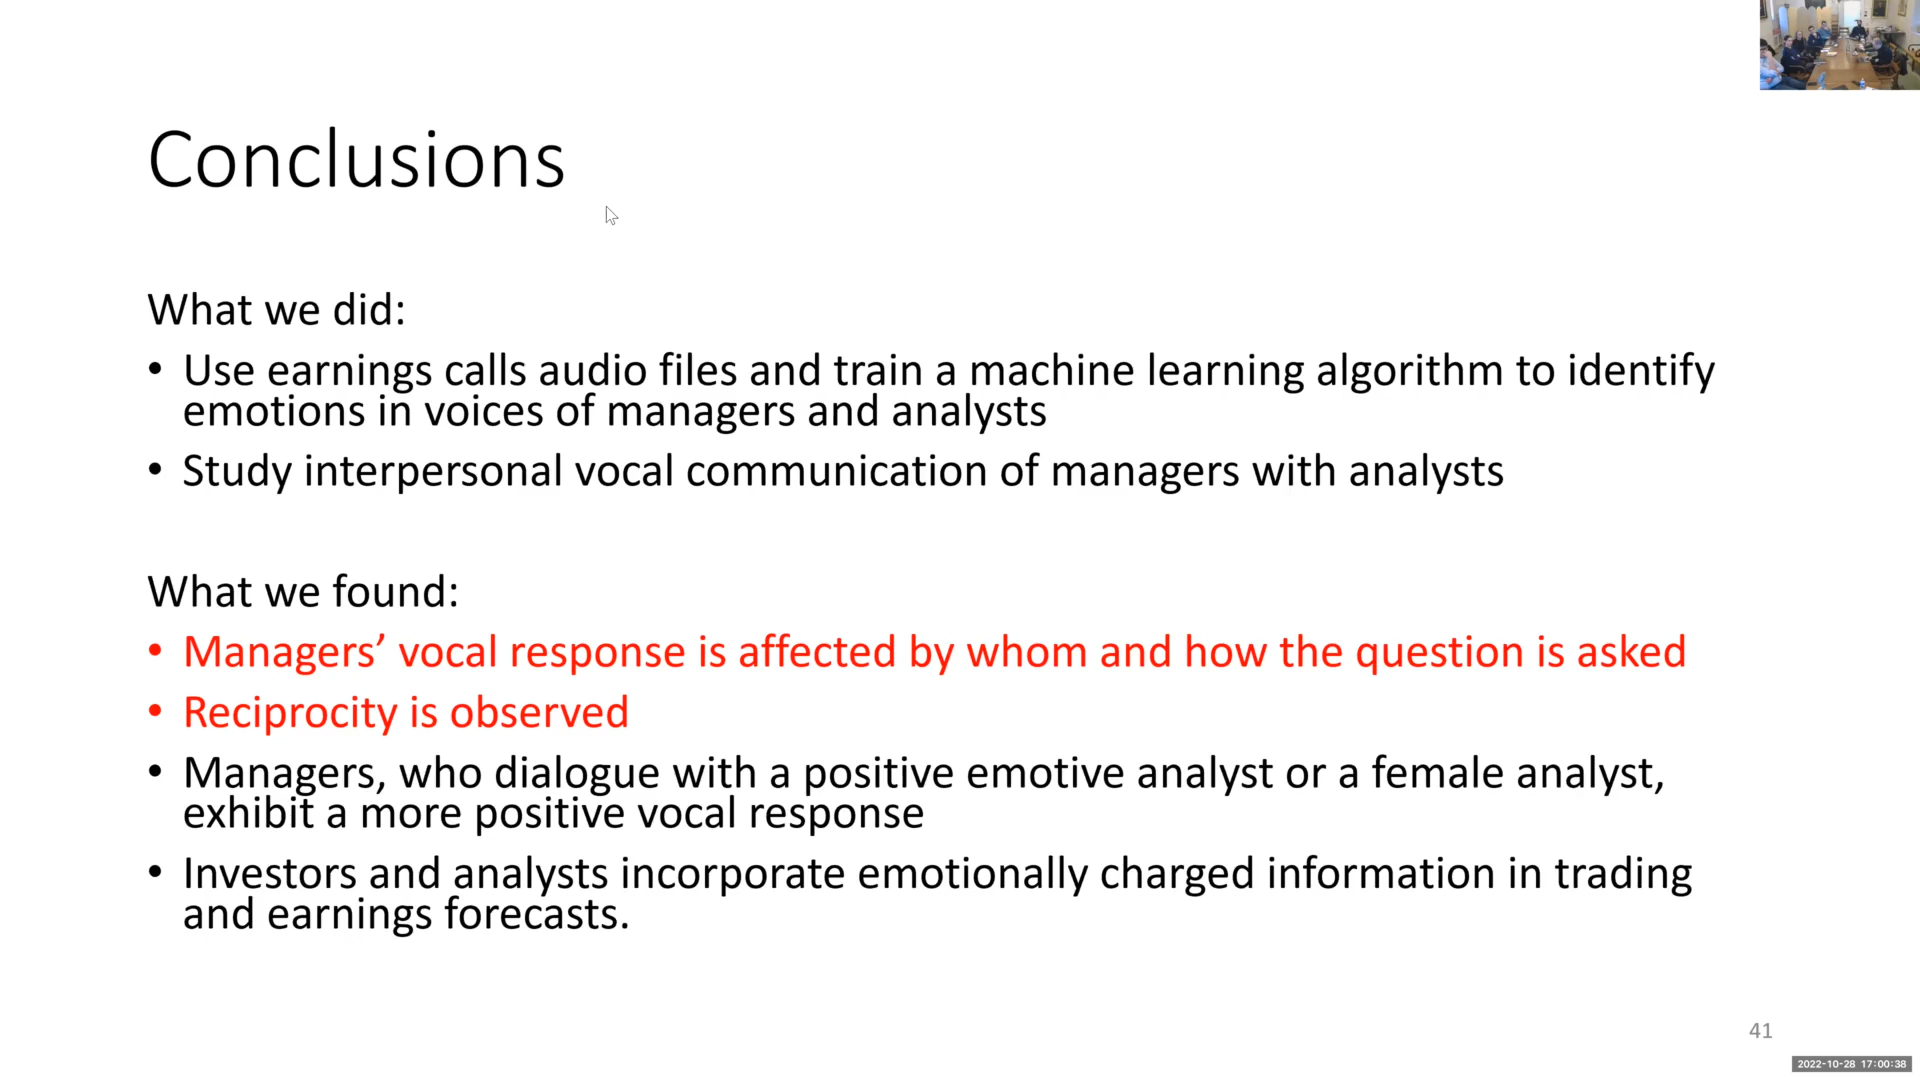 Conclusions
What we did:
• Use earnings calls audio files and train a machine learning algorithm to identify
emotions in voices of managers and analysts
• Study interpersonal vocal communication of managers with analysts
What we found:
• Managers’ vocal response is affected by whom and how the question is asked
• Reciprocity is observed
• Managers, who dialogue with a positive emotive analyst or a female analyst,
exhibit a more positive vocal response
• Investors and analysts incorporate emotionally charged information in trading
and earnings forecasts.
41
2022-10-28 17:00:38